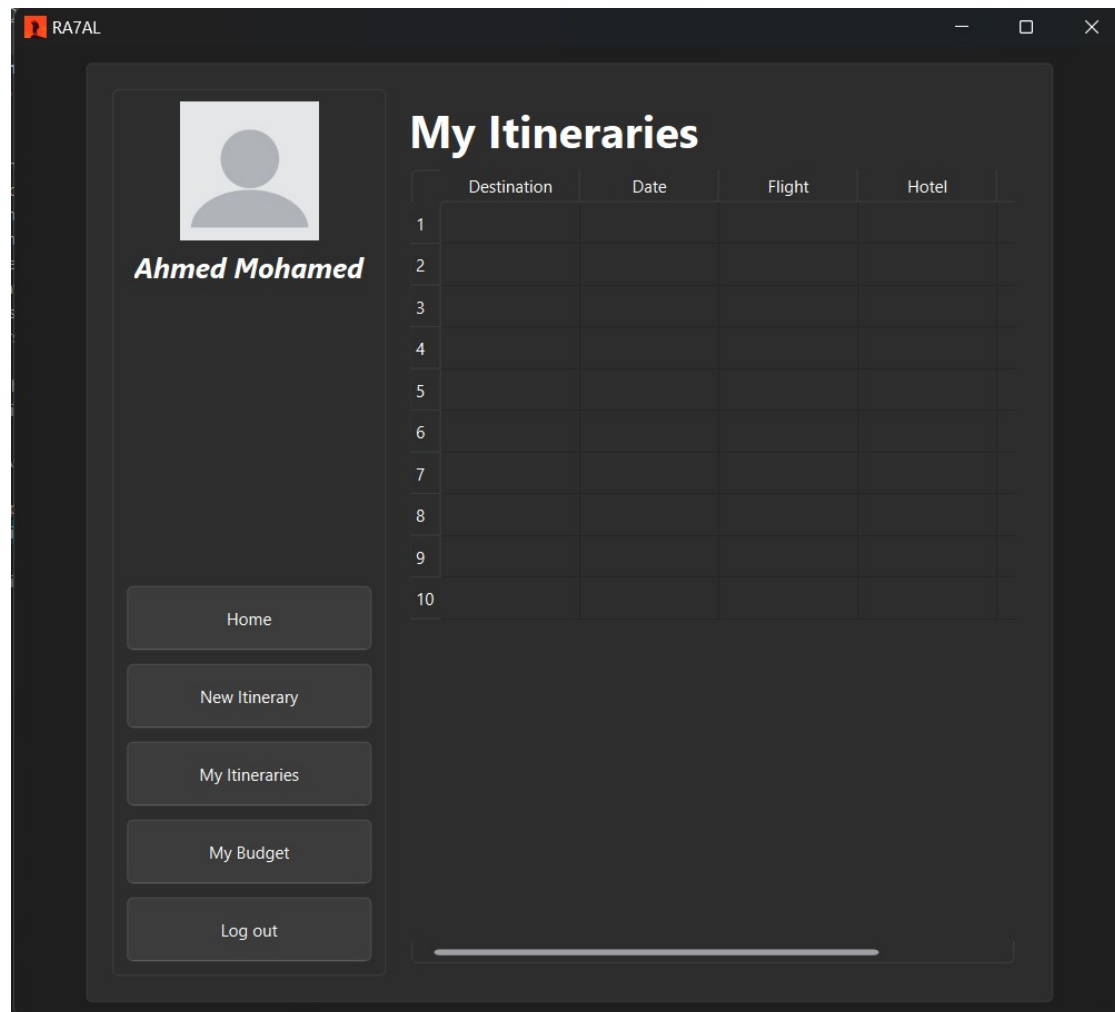 RA7AL
Ahmed Mohamed
Home
New Itinerary
My Itineraries
My Budget
Log out
My Itineraries
Destination Date Flight Hotel
1
2
3
4
5
6
7
8
9
10